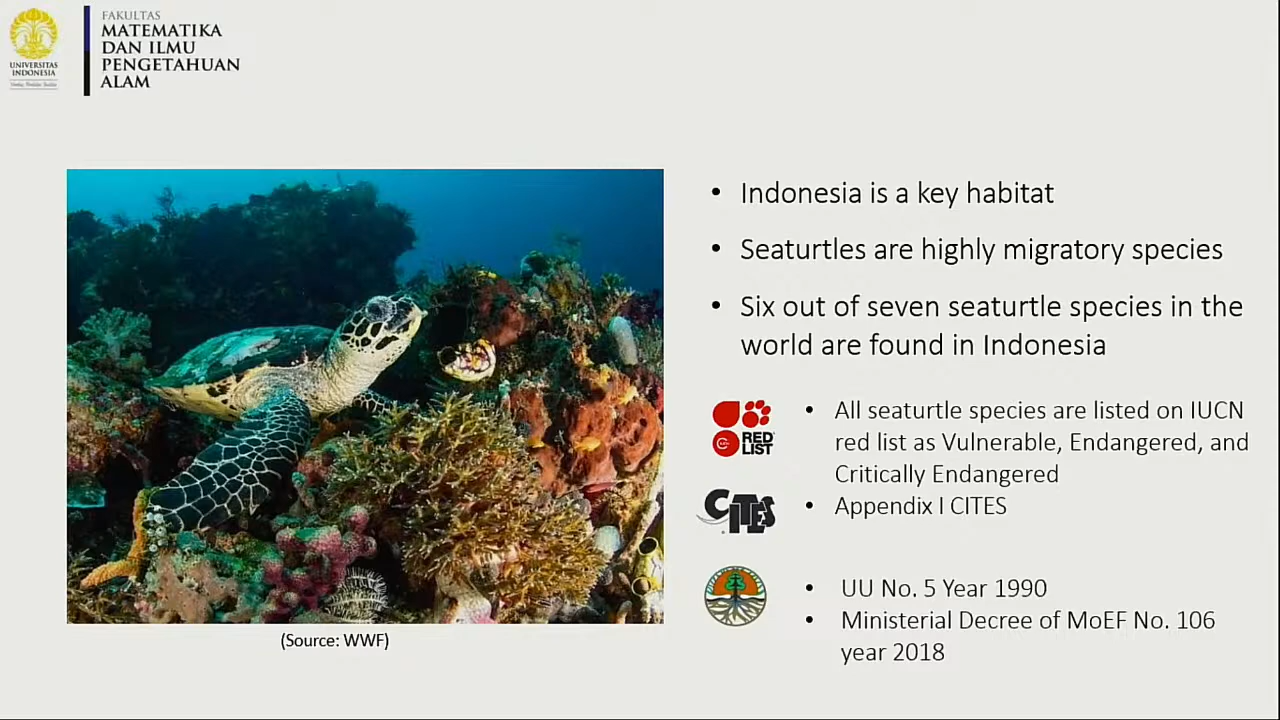 FAKULTAS
MATEMATIKA
DAN ILMU
PENGETAHUAN
ALAM
UNIVERSITAS
INDONESIA
• Indonesia is a key habitat
• Seaturtles are highly migratory species
• Six out of seven seaturtle species in the
world are found in Indonesia
RED
LIST
• All seaturtle species are listed on IUCN
red list as Vulnerable, Endangered, and
Critically Endangered
CITES
• Appendix I CITES
• UU No. 5 Year 1990
• Ministerial Decree of MoEF No. 106
year 2018
(Source: WWF)